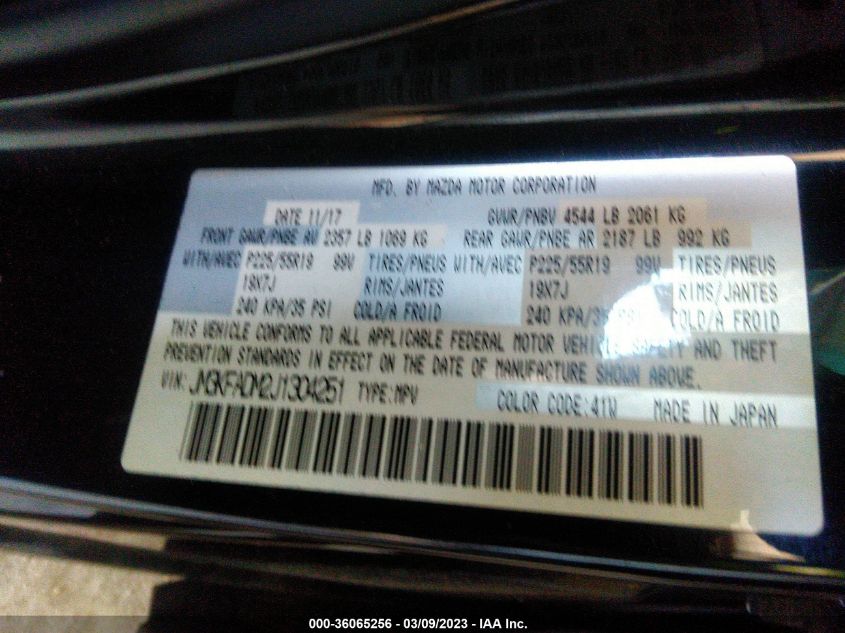 MFD. BY MAZDA MOTOR CORPORATION
DATE 11/17 GVWR/PNBV 4544 LB 2061 KG
FRONT GAWR/PNBE AV 2357 LB 1069 KG REAR GAWR/PNBE AR 2187 LB 992 KG
WITH/AVEC P225/55R19 99V TIRES/PNEUS WITH/AVEC P225/55R19 99V TIRES/PNEUS
19X7J RIMS/JANTES 19X7J RIMS/JANTES
240 KPA/35 PSI COLD/A FROID 240 KPA/35 PSI COLD/A FROID
THIS VEHICLE CONFORMS TO ALL APPLICABLE FEDERAL MOTOR VEHICLE SAFETY AND THEFT
PREVENTION STANDARDS IN EFFECT ON THE DATE OF MANUFACTURE SHOWN ABOVE.
VIN: JM3KFADM2J1304251 TYPE:MPV COLOR CODE:41W MADE IN JAPAN
000-36065256 - 03/09/2023 - IAA Inc.